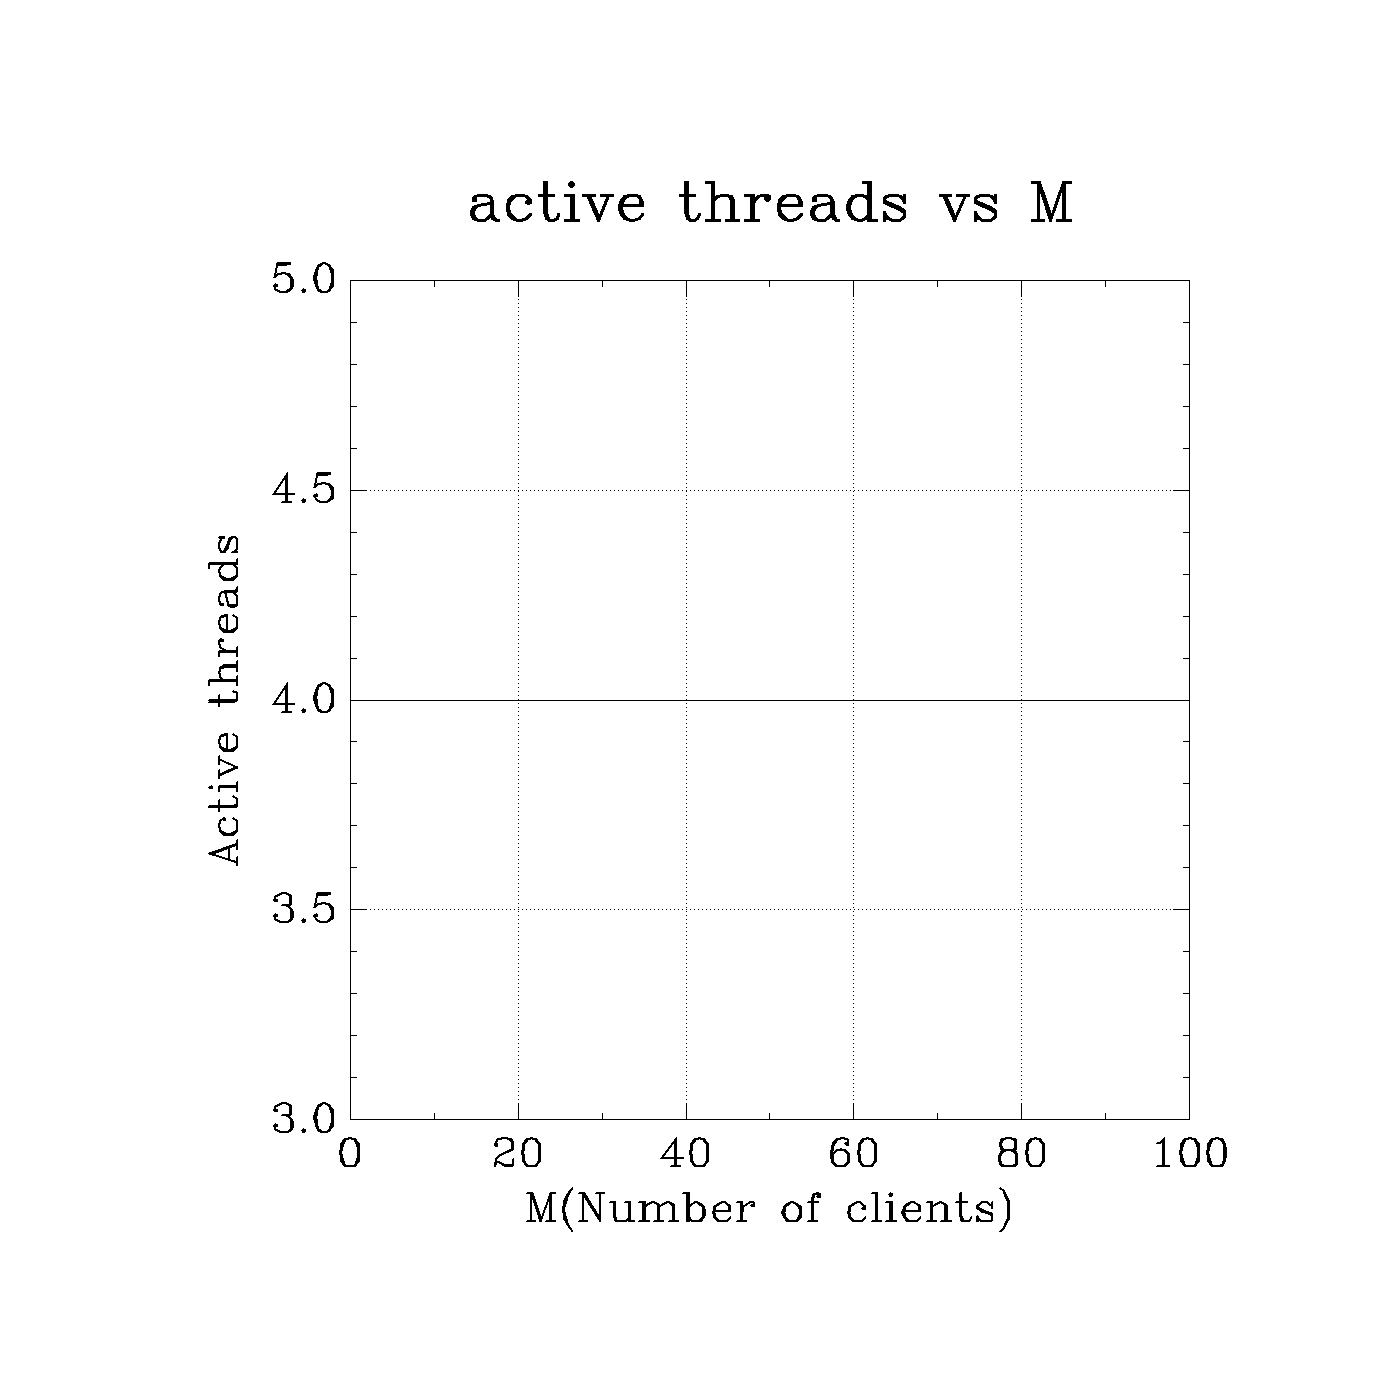 active threads vs M
5.0
4.5
4.0
3.5
3.0
Active threads
0 20 40 60 80 100
M(Number of clients)